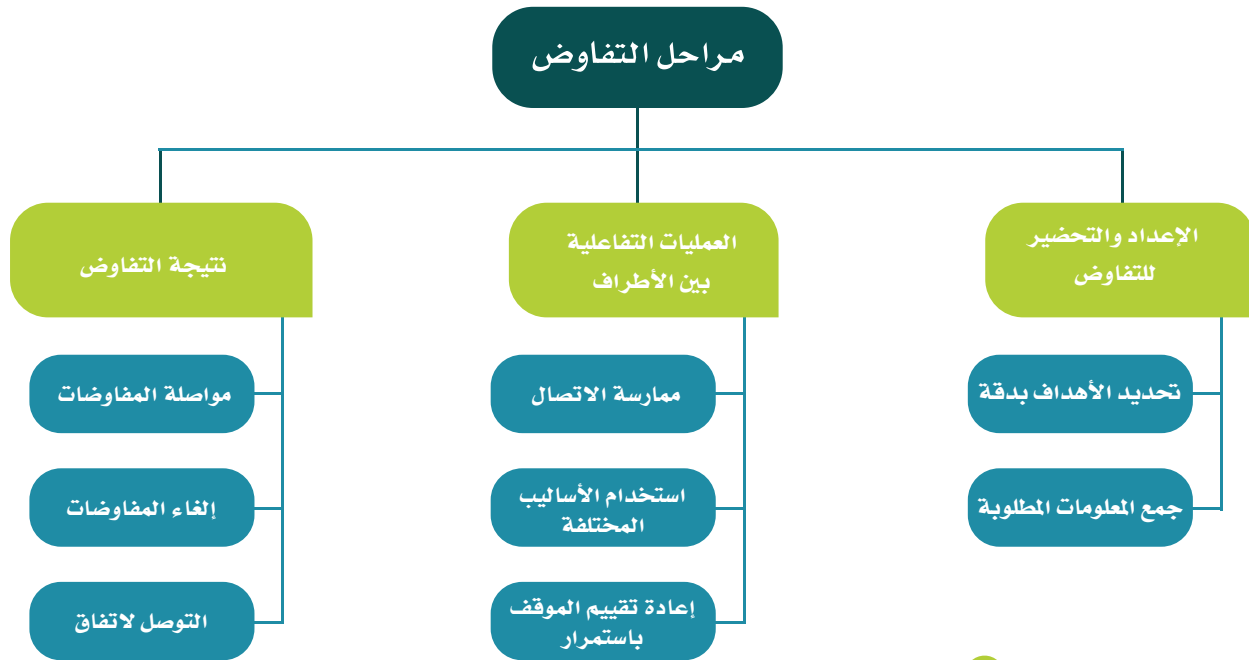 مراحل التفاوض
الإعداد والتحضير
للتفاوض
تحديد الأهداف بدقة
جمع المعلومات المطلوبة
العمليات التفاعلية
بين الأطراف
ممارسة الاتصال
استخدام الأساليب
المختلفة
إعادة تقييم الموقف
باستمرار
نتيجة التفاوض
مواصلة المفاوضات
إلغاء المفاوضات
التوصل لاتفاق